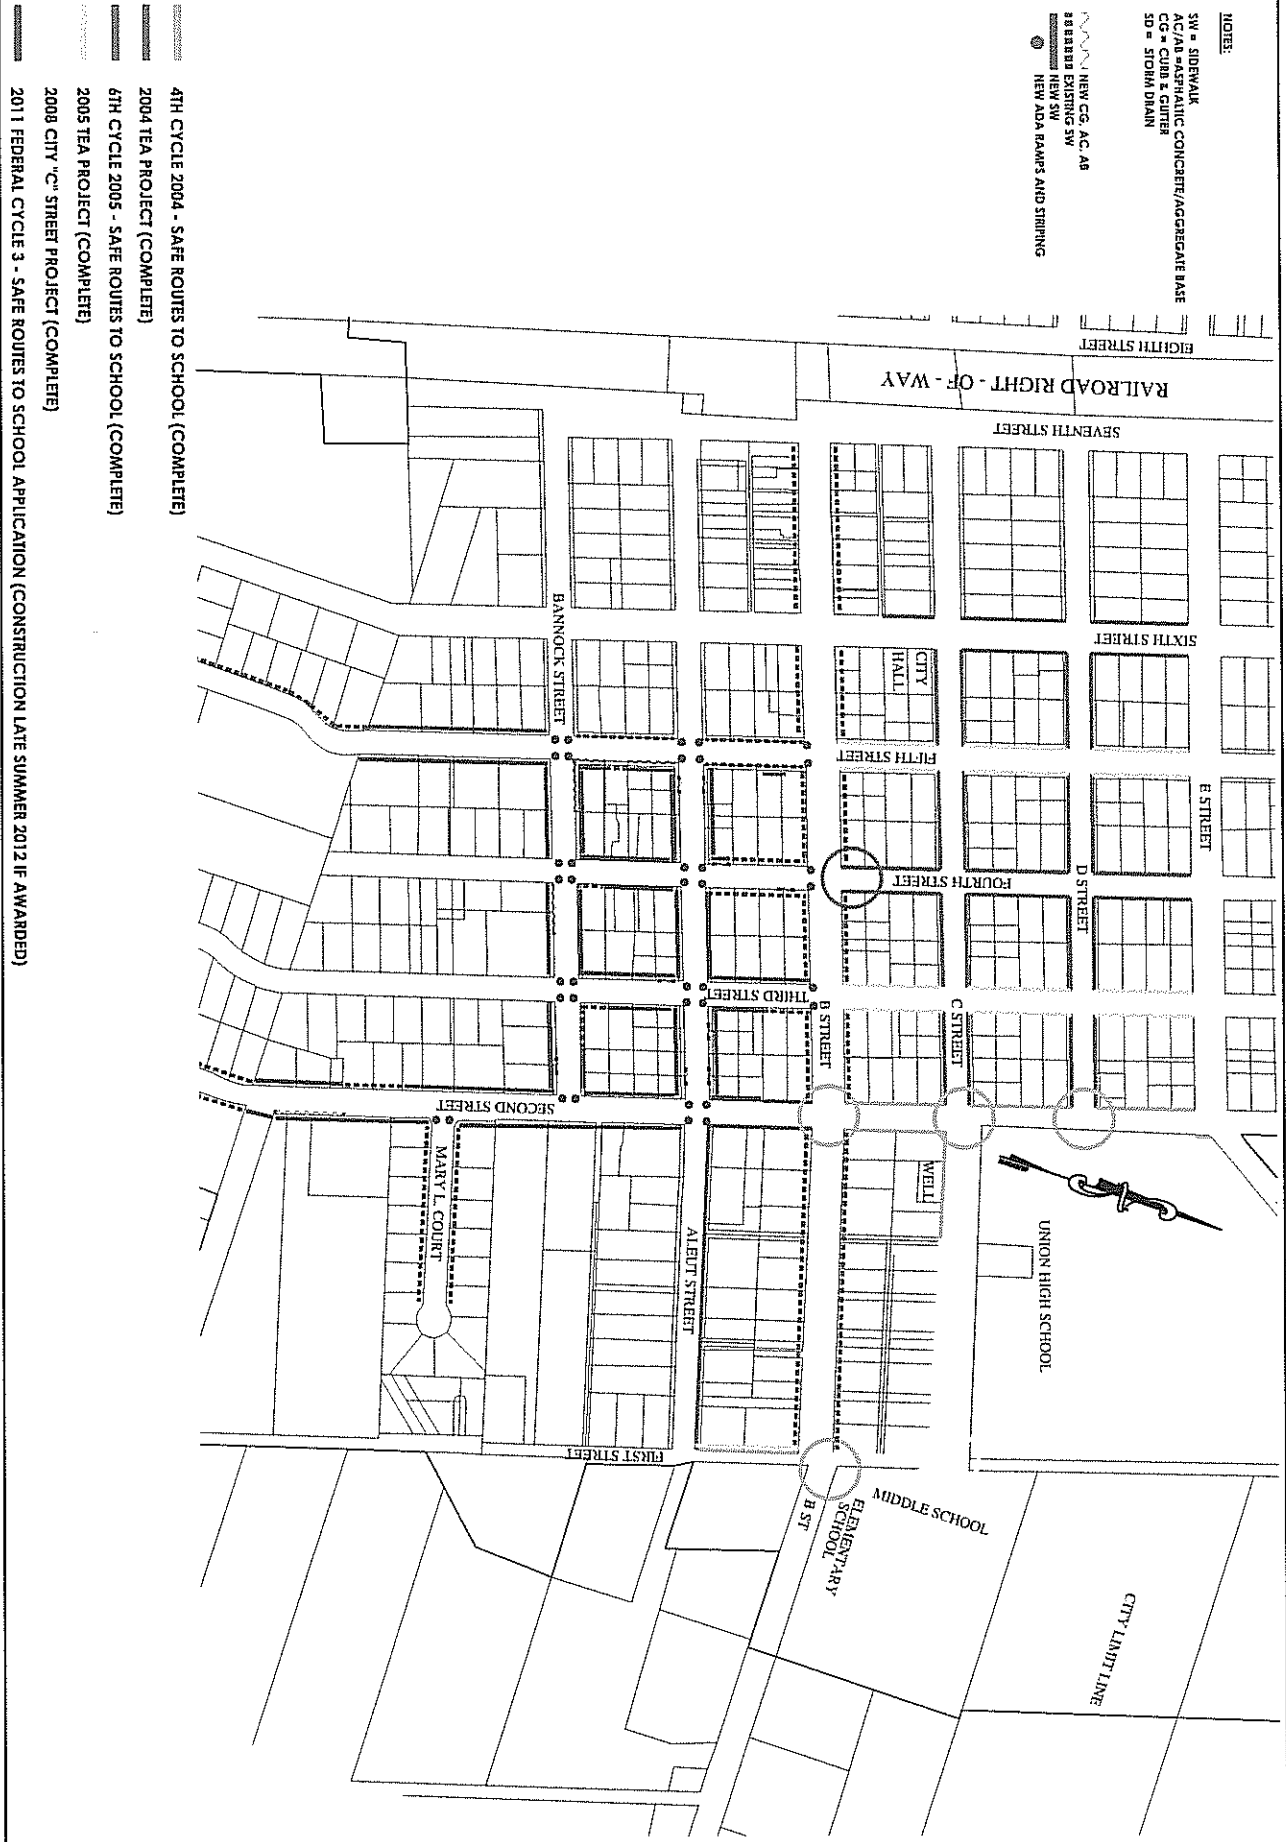 NOTES:
SW = SIDEWALK
AC/AB =ASPHALTIC CONCRETE/AGGREGATE BASE
CG = CURB & GUTTER
SD = STORM DRAIN
NEW CG, AC, AB
EXISTING SW
NEW SW
NEW ADA RAMPS AND STRIPING
EIGHTH STREET
RAILROAD RIGHT - OF - WAY
SEVENTH STREET
SIXTH STREET
BANNOCK STREET
CITY
HALL
FIFTH STREET
E STREET
FOURTH STREET
D STREET
THIRD STREET
B STREET
C STREET
SECOND STREET
MARY L. COURT
WELL
ALEUT STREET
UNION HIGH SCHOOL
FIRST STREET
MIDDLE SCHOOL
ELEMENTARY
SCHOOL
B ST
CITY LIMIT LINE
4TH CYCLE 2004 - SAFE ROUTES TO SCHOOL (COMPLETE)
2004 TEA PROJECT (COMPLETE)
6TH CYCLE 2005 - SAFE ROUTES TO SCHOOL (COMPLETE)
2005 TEA PROJECT (COMPLETE)
2008 CITY "C" STREET PROJECT (COMPLETE)
2011 FEDERAL CYCLE 3 - SAFE ROUTES TO SCHOOL APPLICATION (CONSTRUCTION LATE SUMMER 2012 IF AWARDED)